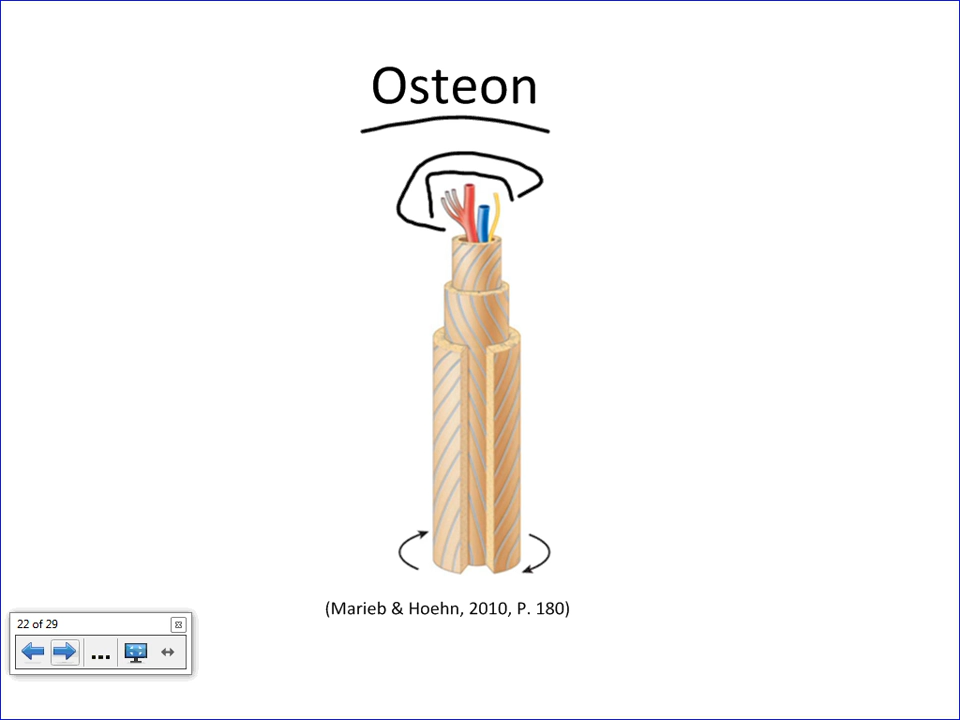 Osteon
(Marieb & Hoehn, 2010, P. 180)
22 of 29
...